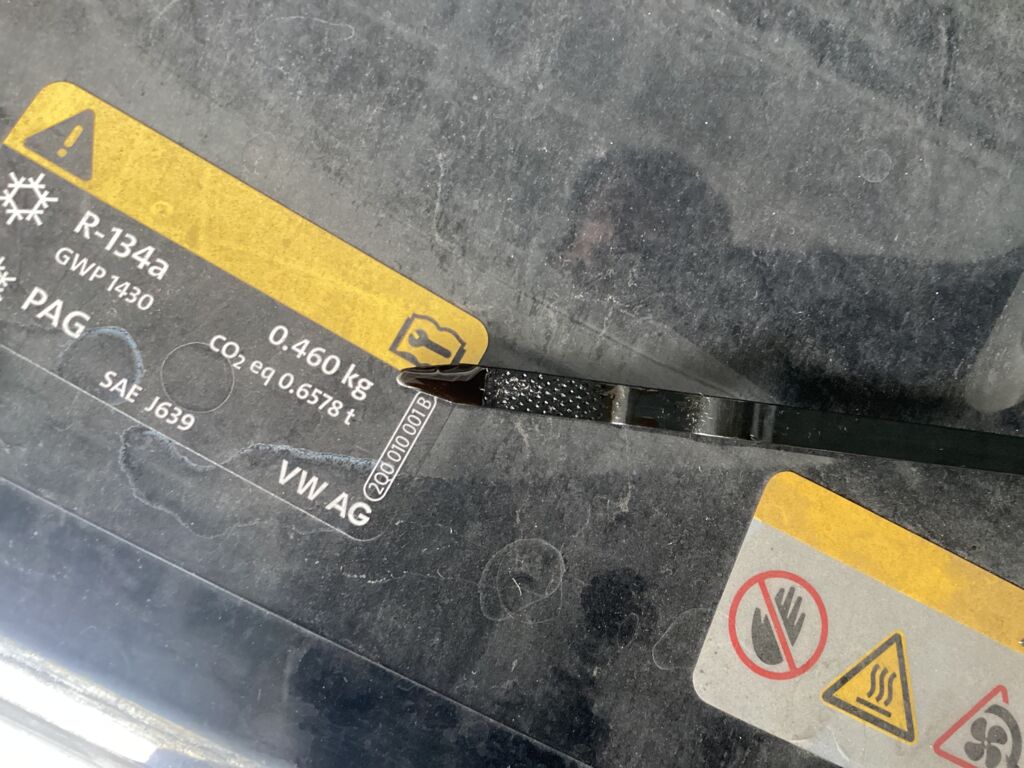 R-134a
GWP 1430
PAG
0.460 kg
CO₂ eq 0.6578 t
SAE J639
VW AG
2Q0 010 001 B